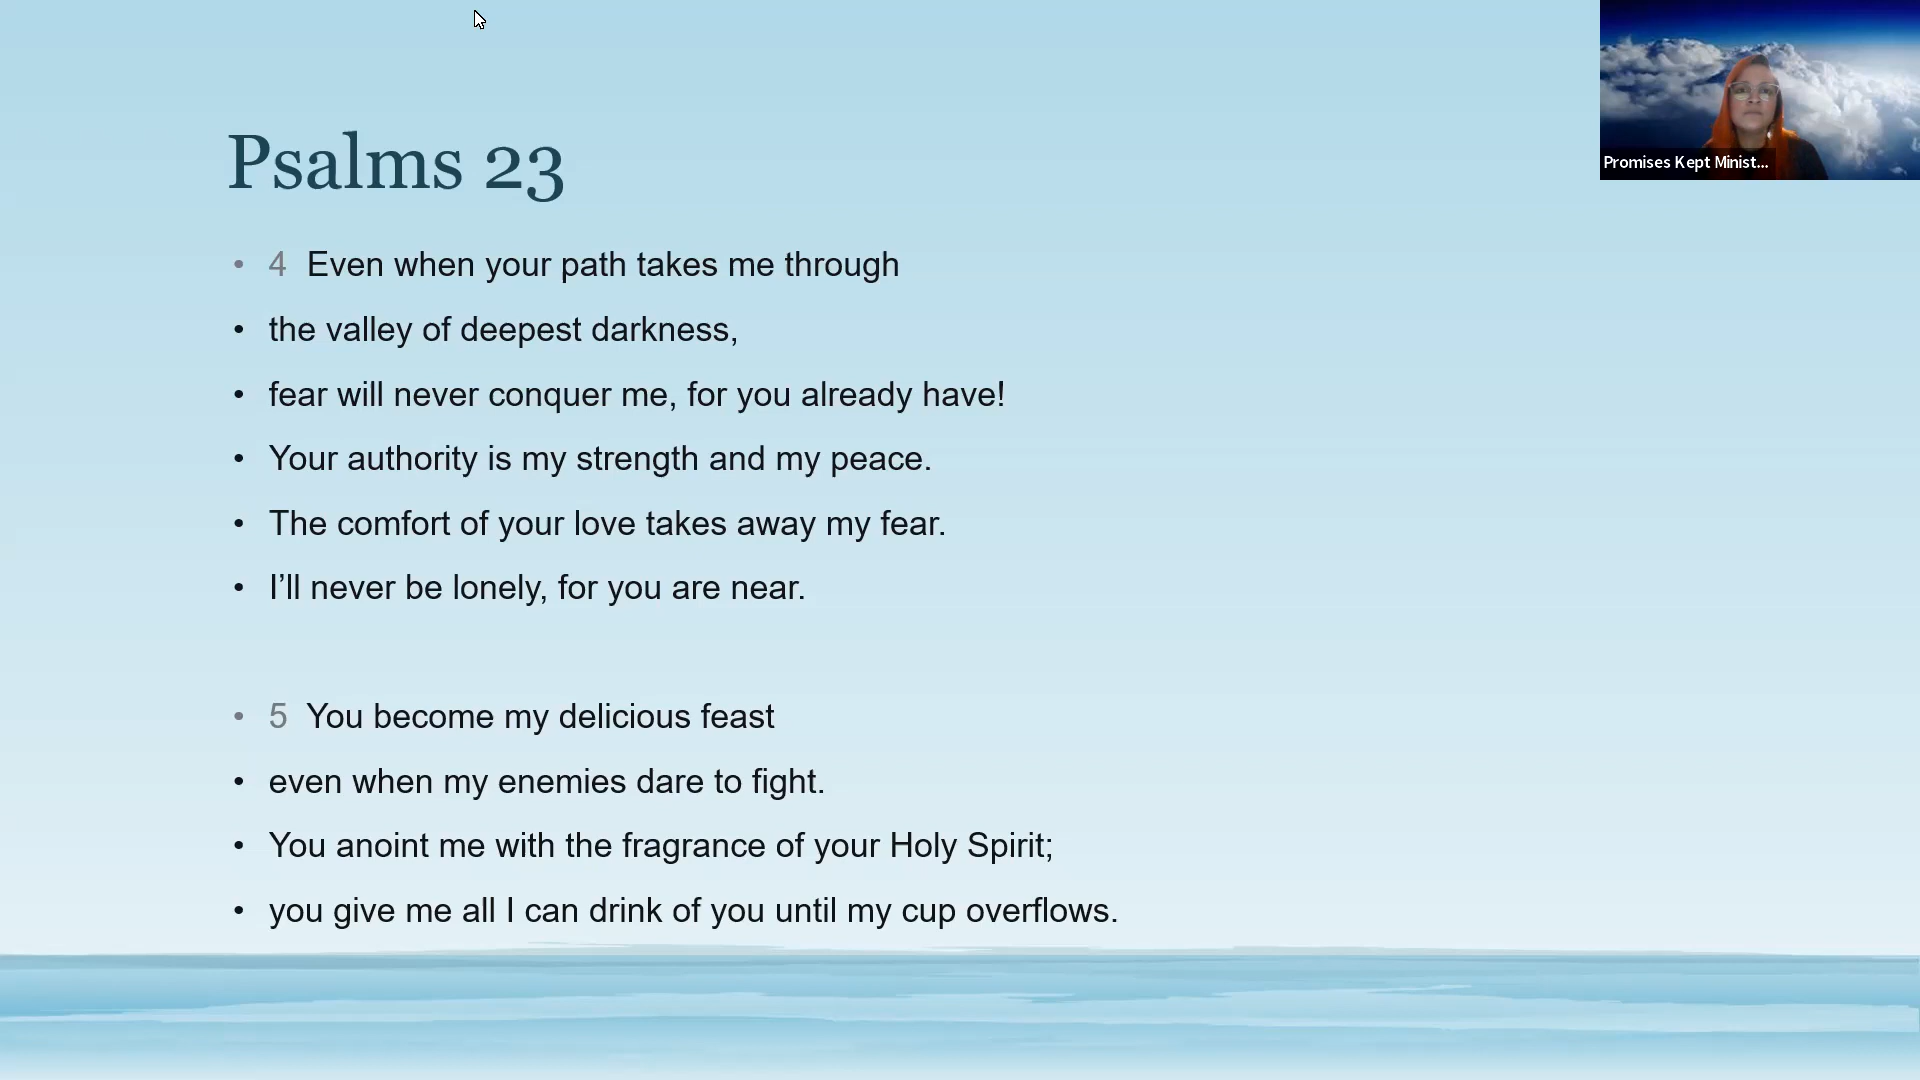 Psalms 23
• 4 Even when your path takes me through
• the valley of deepest darkness,
• fear will never conquer me, for you already have!
• Your authority is my strength and my peace.
• The comfort of your love takes away my fear.
• I’ll never be lonely, for you are near.
• 5 You become my delicious feast
• even when my enemies dare to fight.
• You anoint me with the fragrance of your Holy Spirit;
• you give me all I can drink of you until my cup overflows.
Promises Kept Minist...